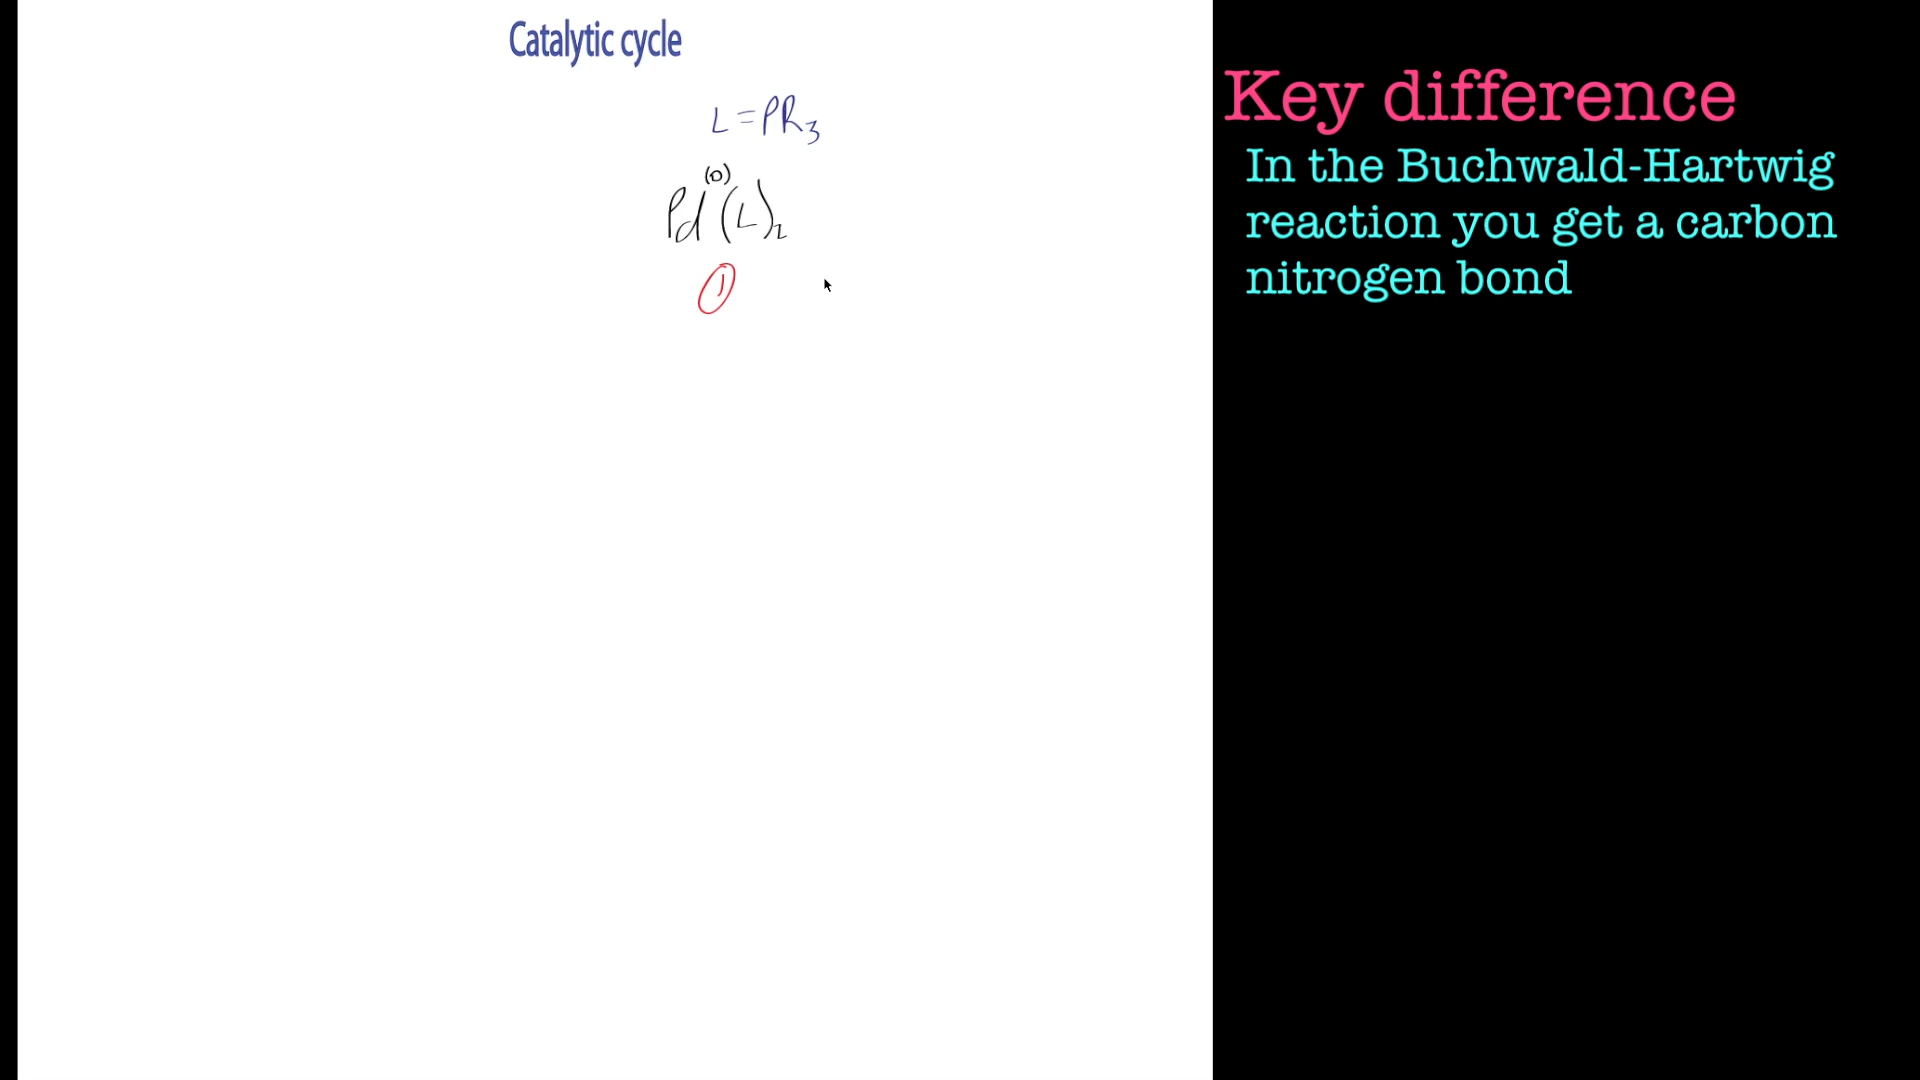 Catalytic cycle
L = PR3
(0)
Pd (L)2
1
Key difference
In the Buchwald-Hartwig
reaction you get a carbon
nitrogen bond